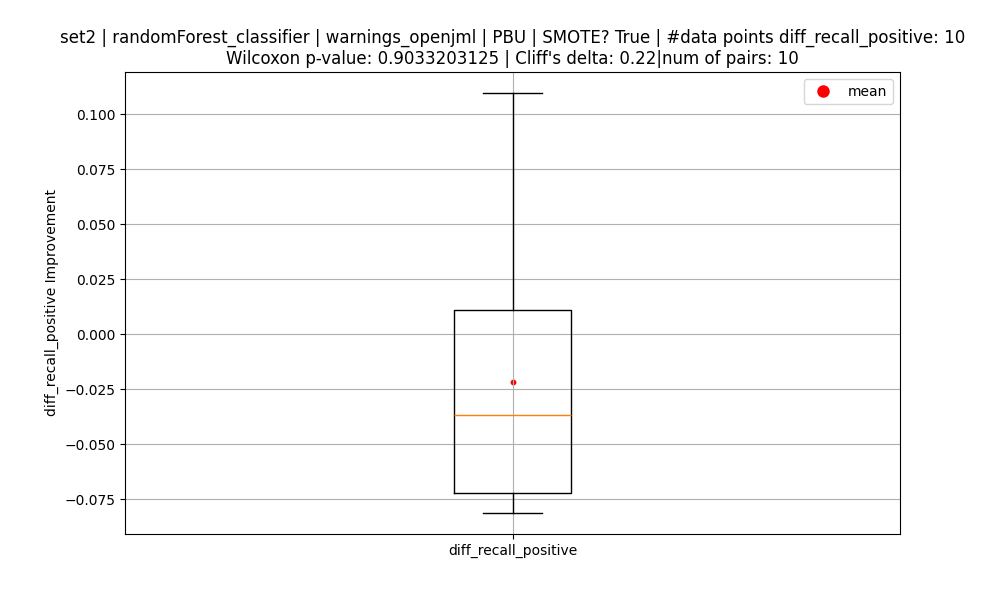 set2 | randomForest_classifier | warnings_openjml | PBU | SMOTE? True | #data points diff_recall_positive: 10
Wilcoxon p-value: 0.9033203125 | Cliff's delta: 0.22|num of pairs: 10
mean
0.100
0.075
0.050
0.025
0.000
−0.025
−0.050
−0.075
diff_recall_positive Improvement
diff_recall_positive